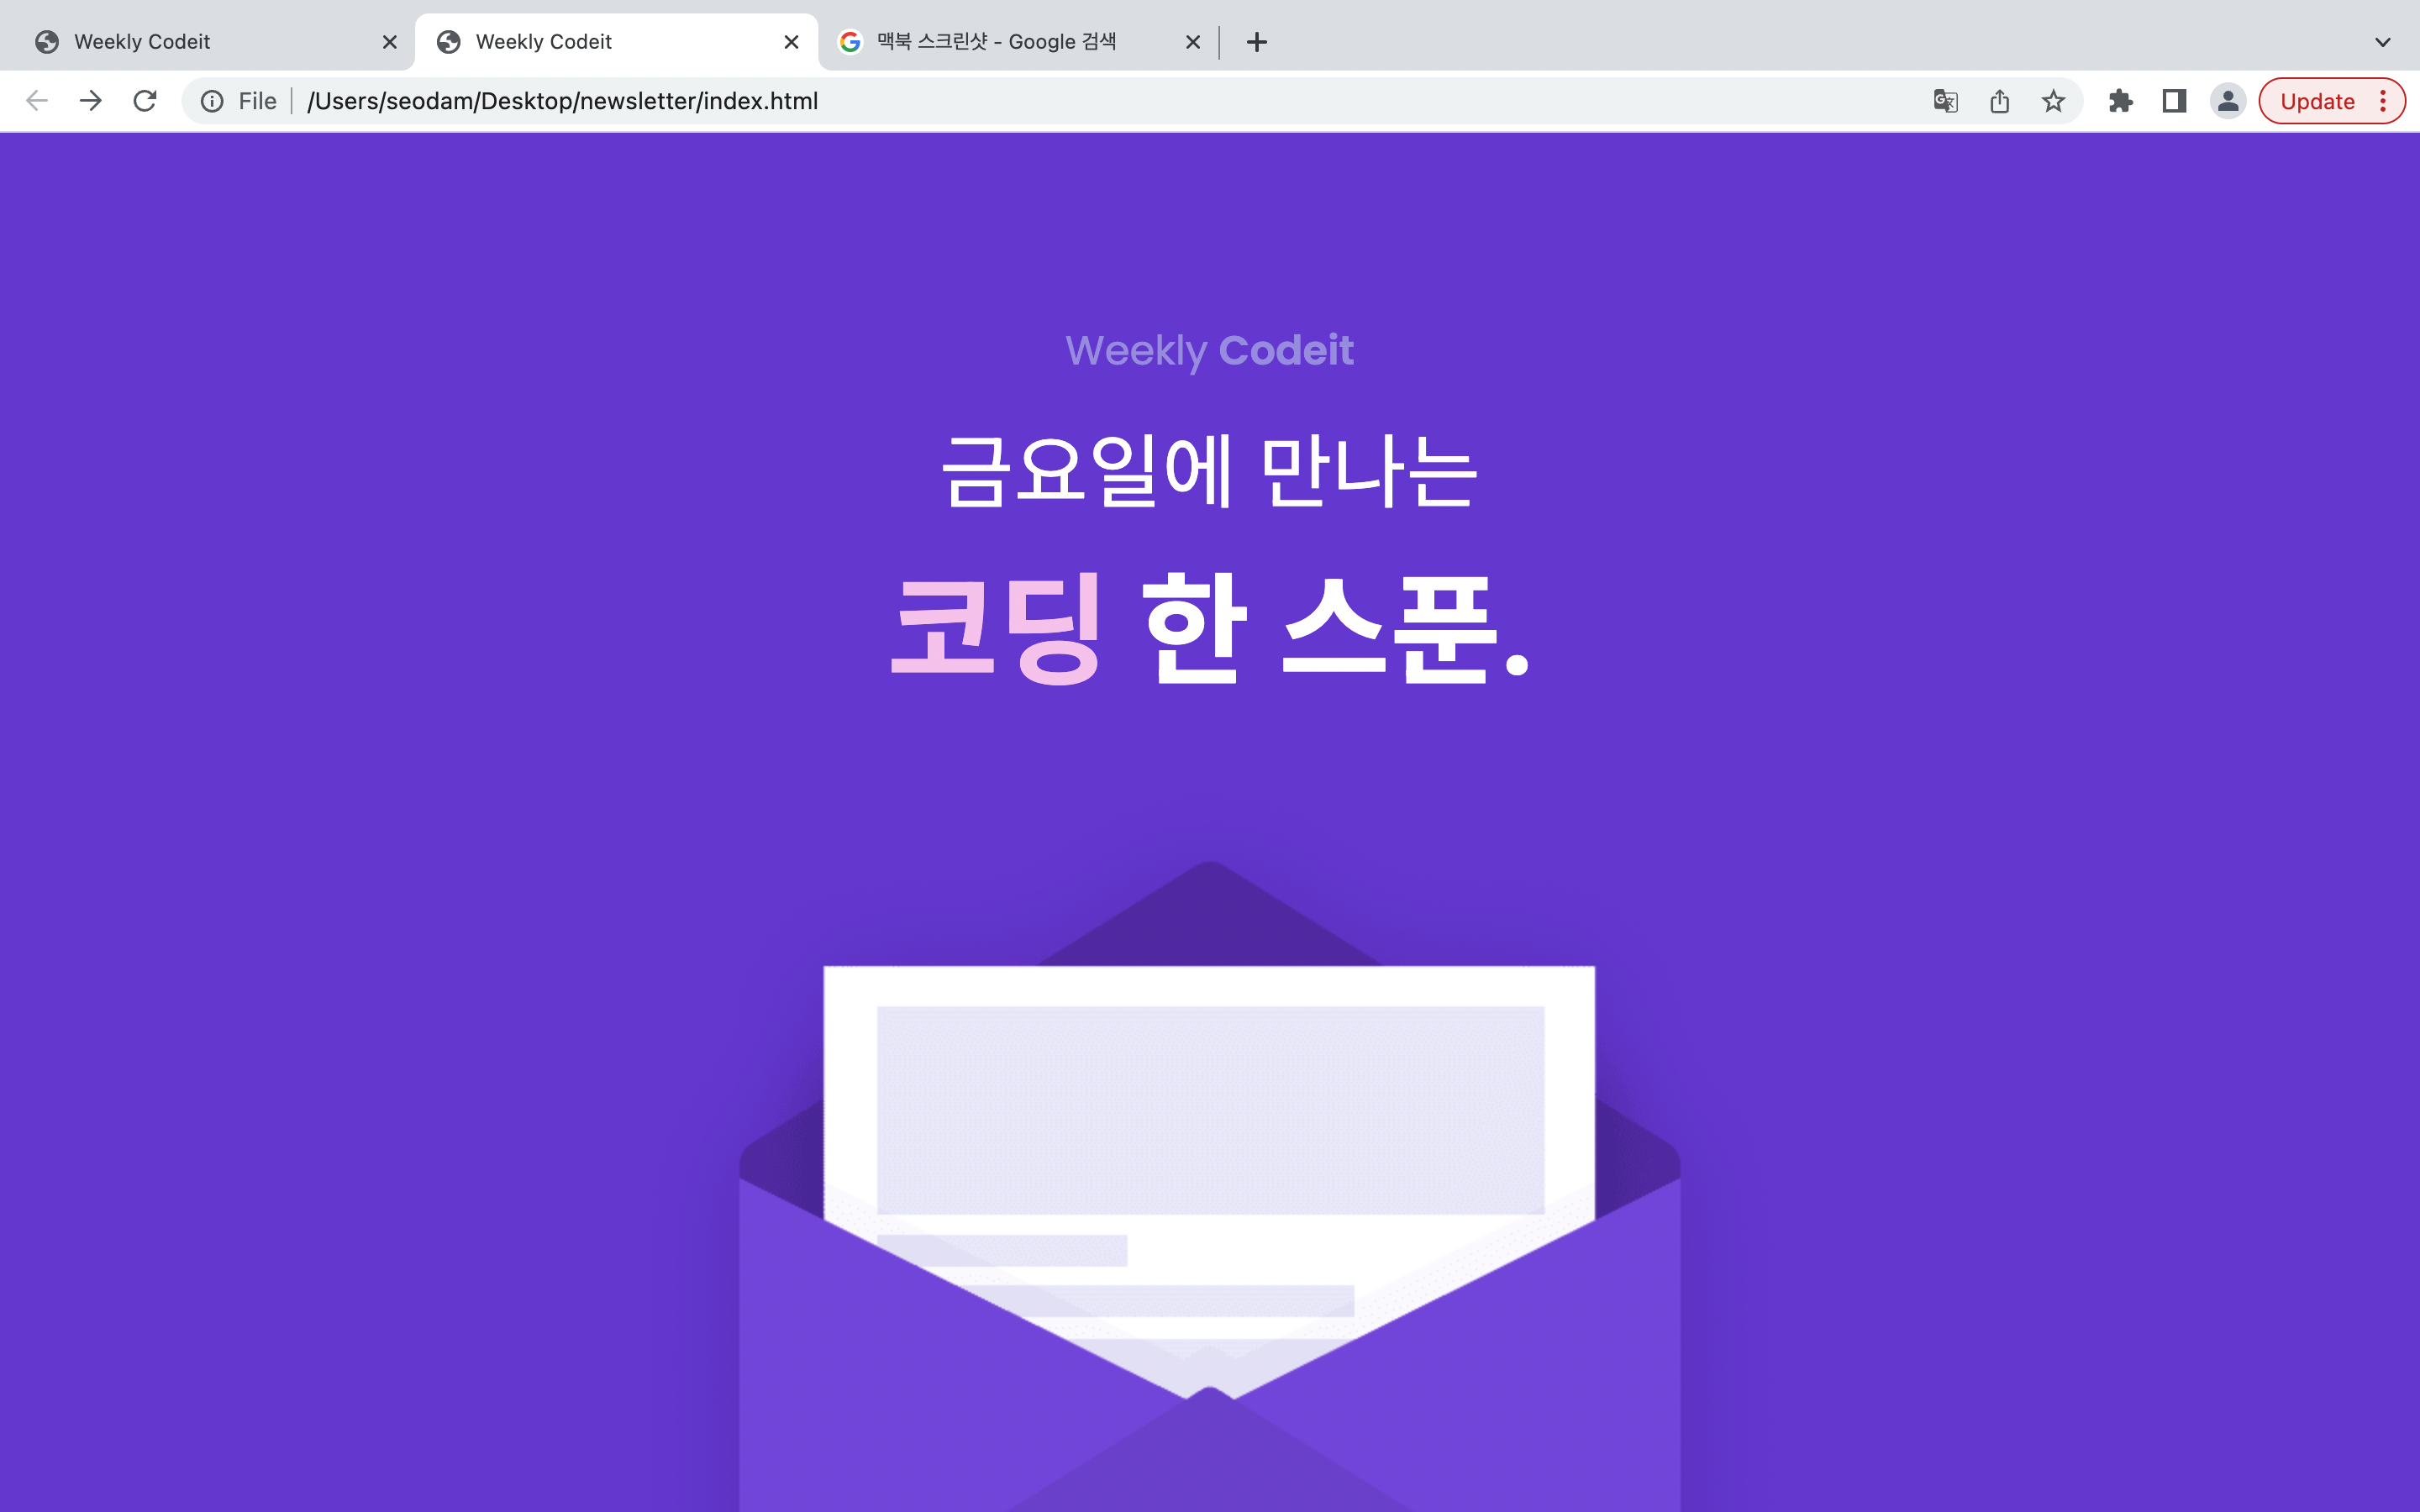 Weekly Codeit
Weekly Codeit
맥북 스크린샷 - Google 검색
File
/Users/seodam/Desktop/newsletter/index.html
Update
Weekly Codeit
금요일에 만나는
코딩 한 스푼.